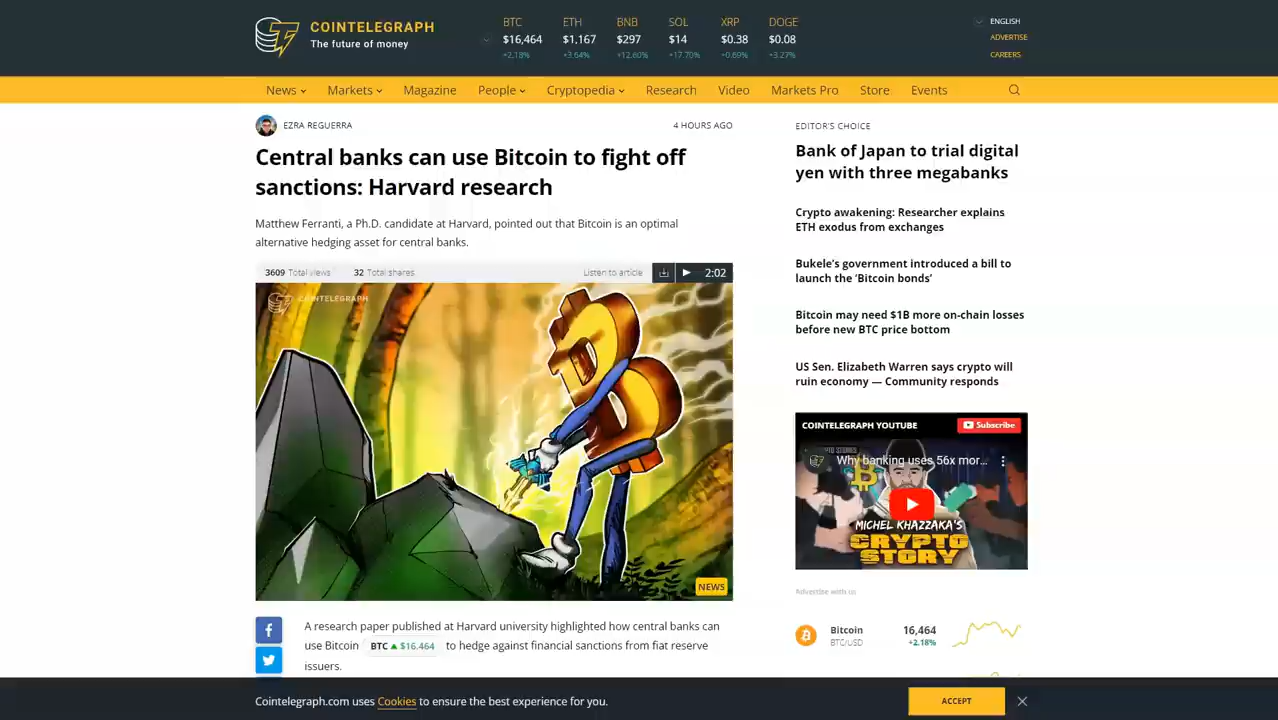 COINTELEGRAPH
The future of money
BTC ETH BNB SOL XRP DOGE
$16,464 $1,167 $297 $14 $0.38 $0.08
+2.18% +3.64% +12.60% +17.70% +0.69% +3.27%
ENGLISH
ADVERTISE
CAREERS
News Markets Magazine People Cryptopedia Research Video Markets Pro Store Events
EZRA REGUERRA 4 HOURS AGO
Central banks can use Bitcoin to fight off
sanctions: Harvard research
Matthew Ferranti, a Ph.D. candidate at Harvard, pointed out that Bitcoin is an optimal
alternative hedging asset for central banks.
3609 Total views 32 Total shares Listen to article 2:02
COINTELEGRAPH
NEWS
A research paper published at Harvard university highlighted how central banks can
use Bitcoin BTC ▲ $16,464 to hedge against financial sanctions from fiat reserve
issuers.
EDITOR'S CHOICE
Bank of Japan to trial digital
yen with three megabanks
Crypto awakening: Researcher explains
ETH exodus from exchanges
Bukele's government introduced a bill to
launch the ‘Bitcoin bonds’
Bitcoin may need $1B more on-chain losses
before new BTC price bottom
US Sen. Elizabeth Warren says crypto will
ruin economy — Community responds
COINTELEGRAPH YOUTUBE Subscribe
Why banking uses 56x mor...
MICHEL KHAZZAKA'S
CRYPTO
STORY
Advertise with us
Bitcoin 16,464
BTC/USD +2.18%
Cointelegraph.com uses Cookies to ensure the best experience for you.
ACCEPT